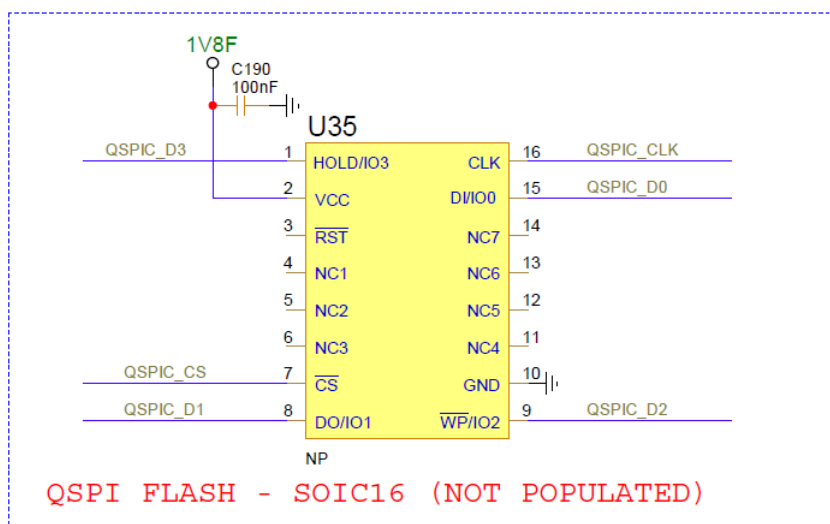 1V8F
C190
100nF
U35
QSPIC_D3 1 HOLD/IO3 CLK 16 QSPIC_CLK
2 VCC DI/IO0 15 QSPIC_D0
3 RST NC7 14
4 NC1 NC6 13
5 NC2 NC5 12
6 NC3 NC4 11
QSPIC_CS 7 CS GND 10
QSPIC_D1 8 DO/IO1 WP/IO2 9 QSPIC_D2
NP
QSPI FLASH - SOIC16 (NOT POPULATED)